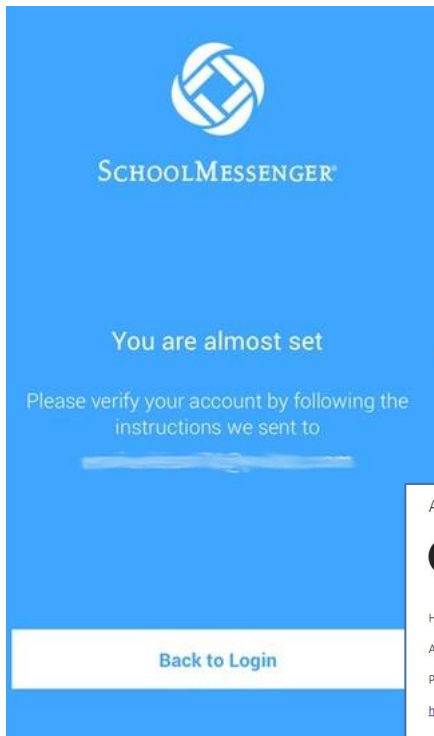 SCHOOLMESSENGER®
You are almost set
Please verify your account by following the
instructions we sent to
Back to Login